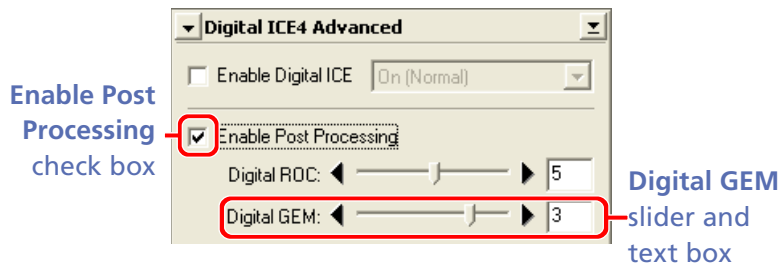 Digital ICE4 Advanced
Enable Digital ICE On (Normal)
Enable Post
Processing
check box
Enable Post Processing
Digital ROC: 5
Digital GEM: 3
Digital GEM
slider and
text box